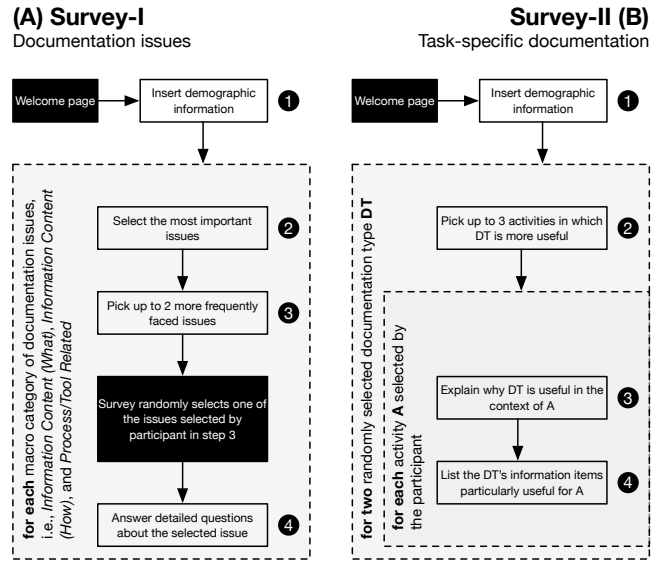 (A) Survey-I
Documentation issues
Welcome page
Insert demographic
information
1
for each macro category of documentation issues,
i.e., Information Content (What), Information Content
(How), and Process/Tool Related
Select the most important
issues
2
Pick up to 2 more frequently
faced issues
3
Survey randomly selects one of
the issues selected by
participant in step 3
Answer detailed questions
about the selected issue
4
Survey-II (B)
Task-specific documentation
Welcome page
Insert demographic
information
1
for two randomly selected documentation type DT
Pick up to 3 activities in which
DT is more useful
2
for each activity A selected by
the participant
Explain why DT is useful in the
context of A
3
List the DT's information items
particularly useful for A
4